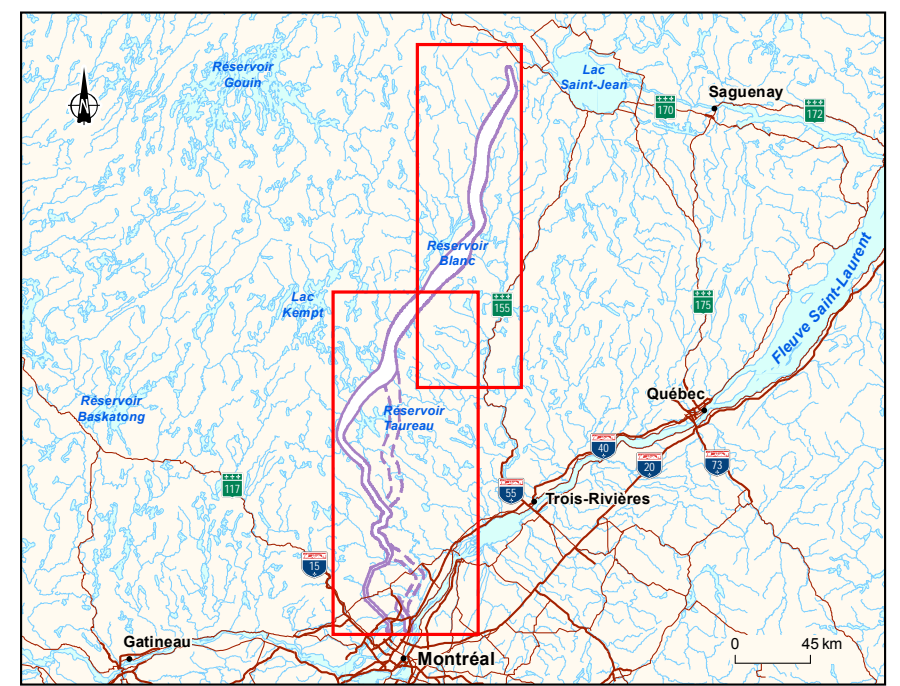 Réservoir
Gouin
Lac
Saint-Jean
Saguenay
170
172
N
Réservoir
Blanc
Lac
Kempt
155
175
Fleuve Saint-Laurent
Réservoir
Baskatong
Réservoir
Taureau
Québec
40
20
73
117
55
Trois-Rivières
15
Gatineau
Montréal
0 45 km